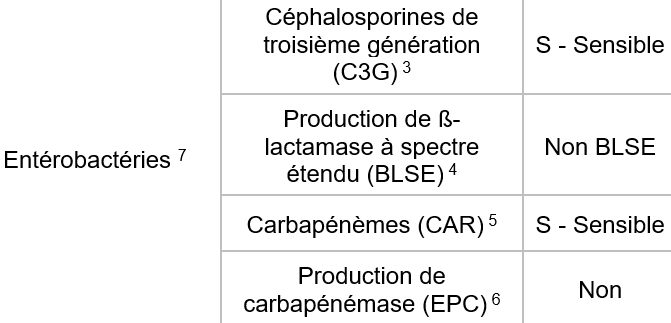 Céphalosporines de
troisième génération
(C3G) 3
S - Sensible
Entérobactéries 7
Production de ß-
lactamase à spectre
étendu (BLSE) 4
Non BLSE
Carbapénèmes (CAR) 5
S - Sensible
Production de
carbapénémase (EPC) 6
Non